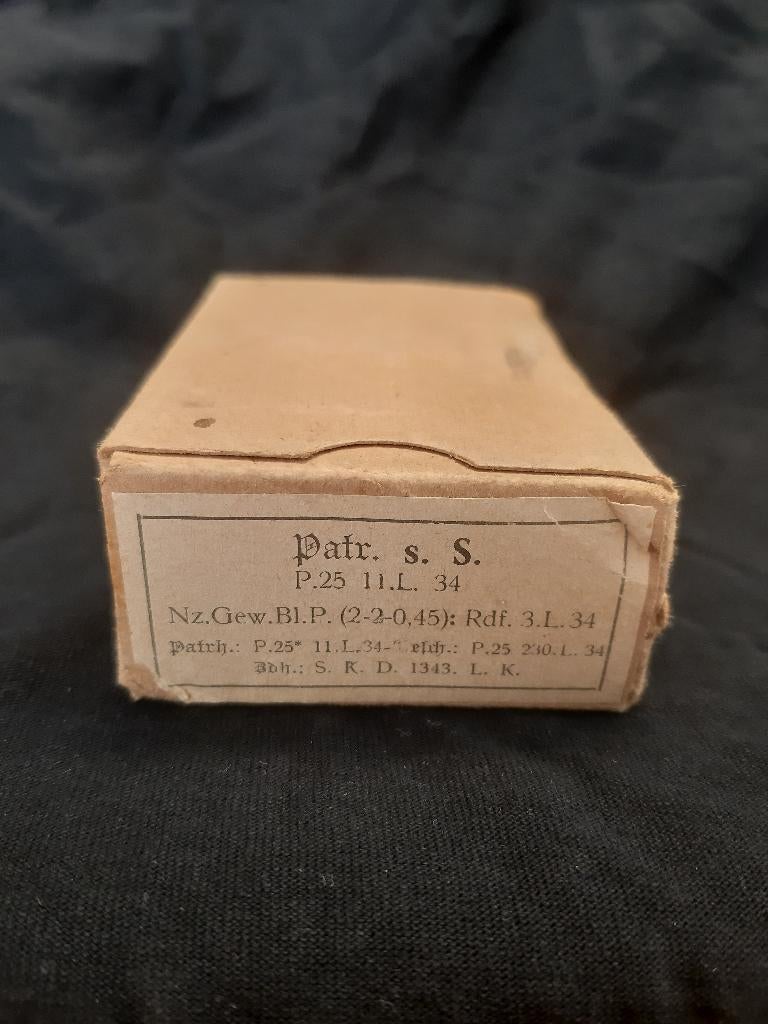 Patr. s. S.
P.25 11.L. 34
Nz.Gew.Bl.P. (2-2-0,45): Rdf. 3.L.34
Patrh.: P.25* 11.L.34- P.25 230.L. 34
Zdh.: S. K. D. 1343. L. K.